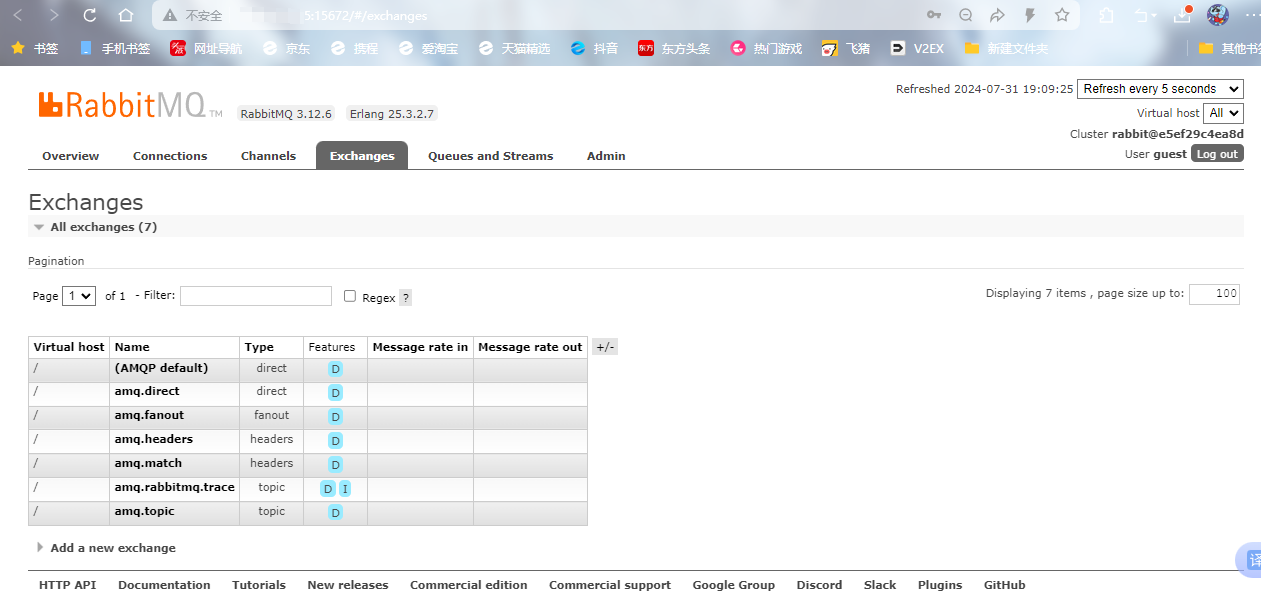 不安全 5:15672/#/exchanges
书签 手机书签 网址导航 京东 携程 爱淘宝 天猫精选 抖音 东方头条 热门游戏 飞猪 V2EX 新建文件夹 其他书签
RabbitMQ TM RabbitMQ 3.12.6 Erlang 25.3.2.7
Refreshed 2024-07-31 19:09:25 Refresh every 5 seconds
Virtual host All
Cluster rabbit@e5ef29c4ea8d
User guest Log out
Overview Connections Channels Exchanges Queues and Streams Admin
Exchanges
All exchanges (7)
Pagination
Page 1 of 1 - Filter: Regex ?
Displaying 7 items , page size up to: 100
Virtual host Name Type Features Message rate in Message rate out +/-
/ (AMQP default) direct D
/ amq.direct direct D
/ amq.fanout fanout D
/ amq.headers headers D
/ amq.match headers D
/ amq.rabbitmq.trace topic D I
/ amq.topic topic D
Add a new exchange
译
HTTP API Documentation Tutorials New releases Commercial edition Commercial support Google Group Discord Slack Plugins GitHub